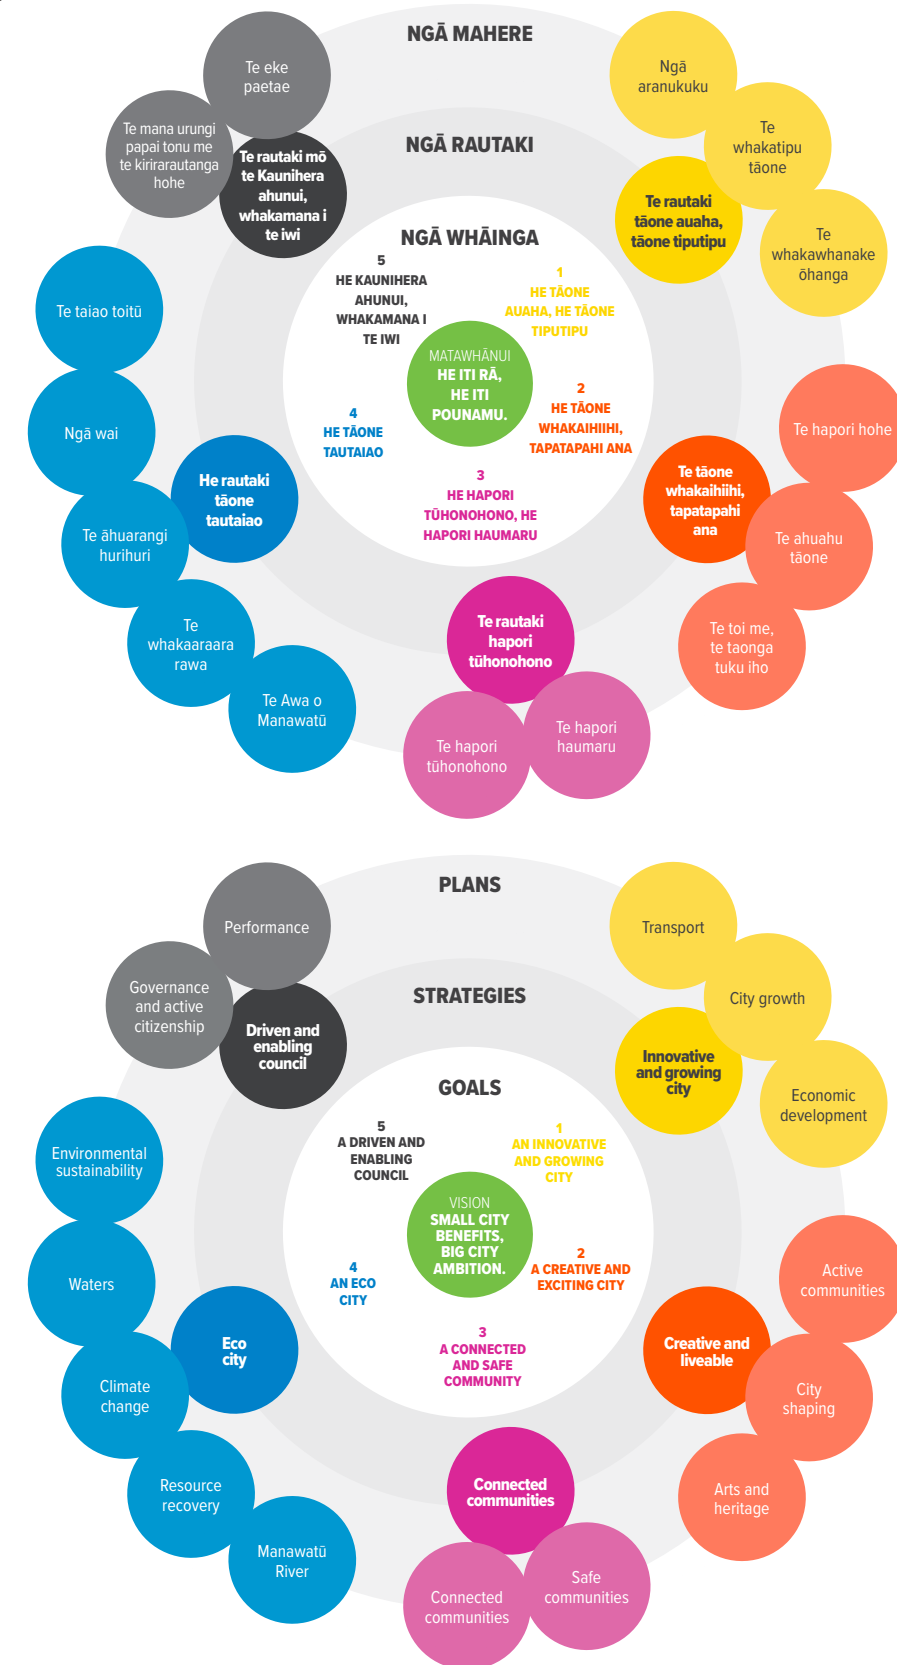 NGĀ MAHERE
Te eke
paetae
Te mana urungi
papai tonu me
te kirirarautanga
hohe
Ngā
aranukuku
Te
whakatipu
tāone
Te
whakawhanake
ōhanga
NGĀ RAUTAKI
Te rautaki mō
te Kaunihera
ahunui,
whakamana i
te iwi
Te rautaki
tāone auaha,
tāone tiputipu
NGĀ WHĀINGA
5
HE KAUNIHERA
AHUNUI,
WHAKAMANA I
TE IWI
1
HE TĀONE
AUAHA, HE TĀONE
TIPUTIPU
MATAWHĀNUI
HE ITI RĀ,
HE ITI
POUNAMU.
2
HE TĀONE
WHAKAIHIIHI,
TAPATAPAHI ANA
4
HE TĀONE
TAUTAIAO
3
HE HAPORI
TŪHONOHONO, HE
HAPORI HAUMARU
Te taiao toitū
Ngā wai
Te āhuarangi
hurihuri
Te
whakaaraara
rawa
Te Awa o
Manawatū
He rautaki
tāone
tautaiao
Te tāone
whakaihiihi,
tapatapahi
ana
Te hapori hohe
Te ahuahu
tāone
Te toi me,
te taonga
tuku iho
Te rautaki
hapori
tūhonohono
Te hapori
tūhonohono
Te hapori
haumaru
PLANS
Performance
Governance
and active
citizenship
Transport
City growth
Economic
development
STRATEGIES
Driven and
enabling
council
Innovative
and growing
city
GOALS
5
A DRIVEN AND
ENABLING
COUNCIL
1
AN INNOVATIVE
AND GROWING
CITY
VISION
SMALL CITY
BENEFITS,
BIG CITY
AMBITION.
2
A CREATIVE AND
EXCITING CITY
4
AN ECO
CITY
3
A CONNECTED
AND SAFE
COMMUNITY
Environmental
sustainability
Waters
Climate
change
Resource
recovery
Manawatū
River
Eco
city
Creative and
liveable
Active
communities
City
shaping
Arts and
heritage
Connected
communities
Connected
communities
Safe
communities